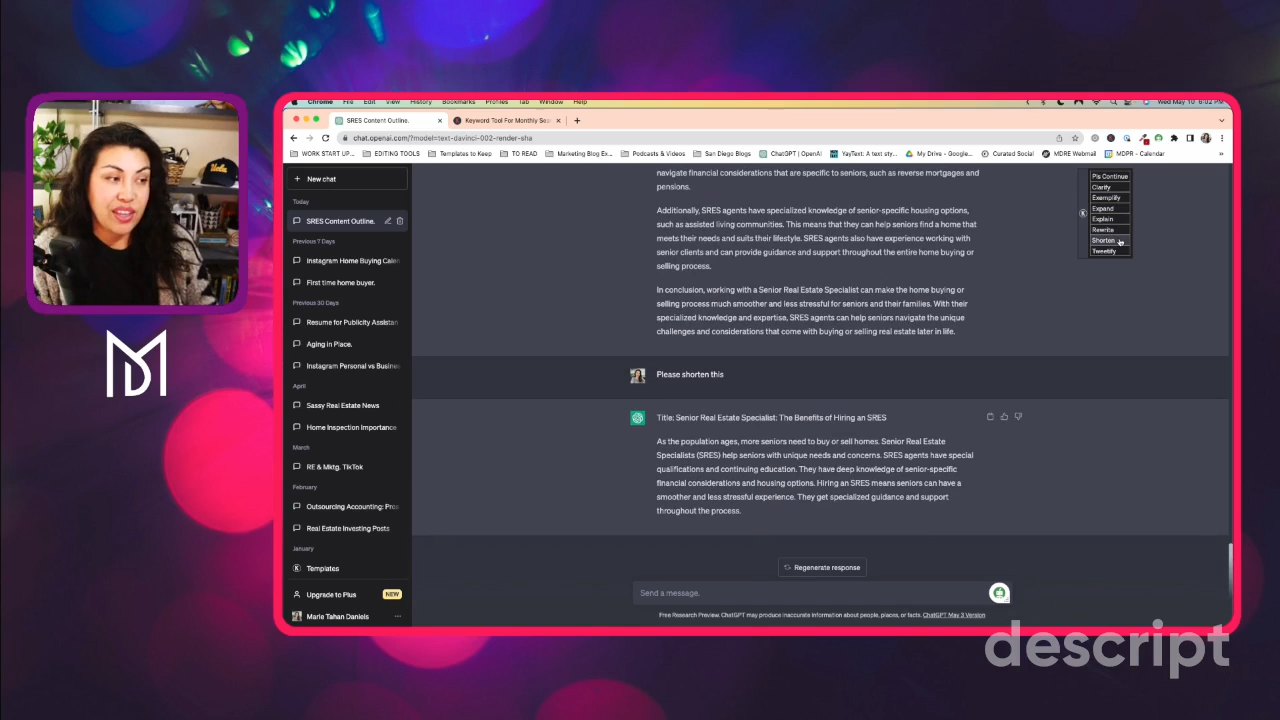 Chrome File Edit View History Bookmarks Profiles Tab Window Help
Wed May 10 6:02 PM
SRES Content Outline.
Keyword Tool For Monthly Sea
chat.openai.com/?model=text-davinci-002-render-sha
WORK START UP...
EDITING TOOLS
Templates to Keep
TO READ
Marketing Blog Ex...
Podcasts & Videos
San Diego Blogs
ChatGPT | OpenAI
YayText: A text sty...
My Drive - Google...
Curated Social
MDRE Webmail
MDPR - Calendar
New chat
Today
SRES Content Outline.
Previous 7 Days
Instagram Home Buying Calen
First time home buyer.
Previous 30 Days
Resume for Publicity Assistan
Aging in Place.
Instagram Personal vs Busine
April
Sassy Real Estate News
Home Inspection Importance
March
RE & Mktg. TikTok
February
Outsourcing Accounting: Pro
Real Estate Investing Posts
January
Templates
Upgrade to Plus NEW
Marie Tahan Daniels
navigate financial considerations that are specific to seniors, such as reverse mortgages and
pensions.
Additionally, SRES agents have specialized knowledge of senior-specific housing options,
such as assisted living communities. This means that they can help seniors find a home that
meets their needs and suits their lifestyle. SRES agents also have experience working with
senior clients and can provide guidance and support throughout the entire home buying or
selling process.
In conclusion, working with a Senior Real Estate Specialist can make the home buying or
selling process much smoother and less stressful for seniors and their families. With their
specialized knowledge and expertise, SRES agents can help seniors navigate the unique
challenges and considerations that come with buying or selling real estate later in life.
Please shorten this
Title: Senior Real Estate Specialist: The Benefits of Hiring an SRES
As the population ages, more seniors need to buy or sell homes. Senior Real Estate
Specialists (SRES) help seniors with unique needs and concerns. SRES agents have special
qualifications and continuing education. They have deep knowledge of senior-specific
financial considerations and housing options. Hiring an SRES means seniors can have a
smoother and less stressful experience. They get specialized guidance and support
throughout the process.
Regenerate response
Send a message.
Free Research Preview. ChatGPT may produce inaccurate information about people, places, or facts. ChatGPT May 3 Version
Pls Continue
Clarify
Exemplify
Expand
Explain
Rewrite
Shorten
Tweetify
descript